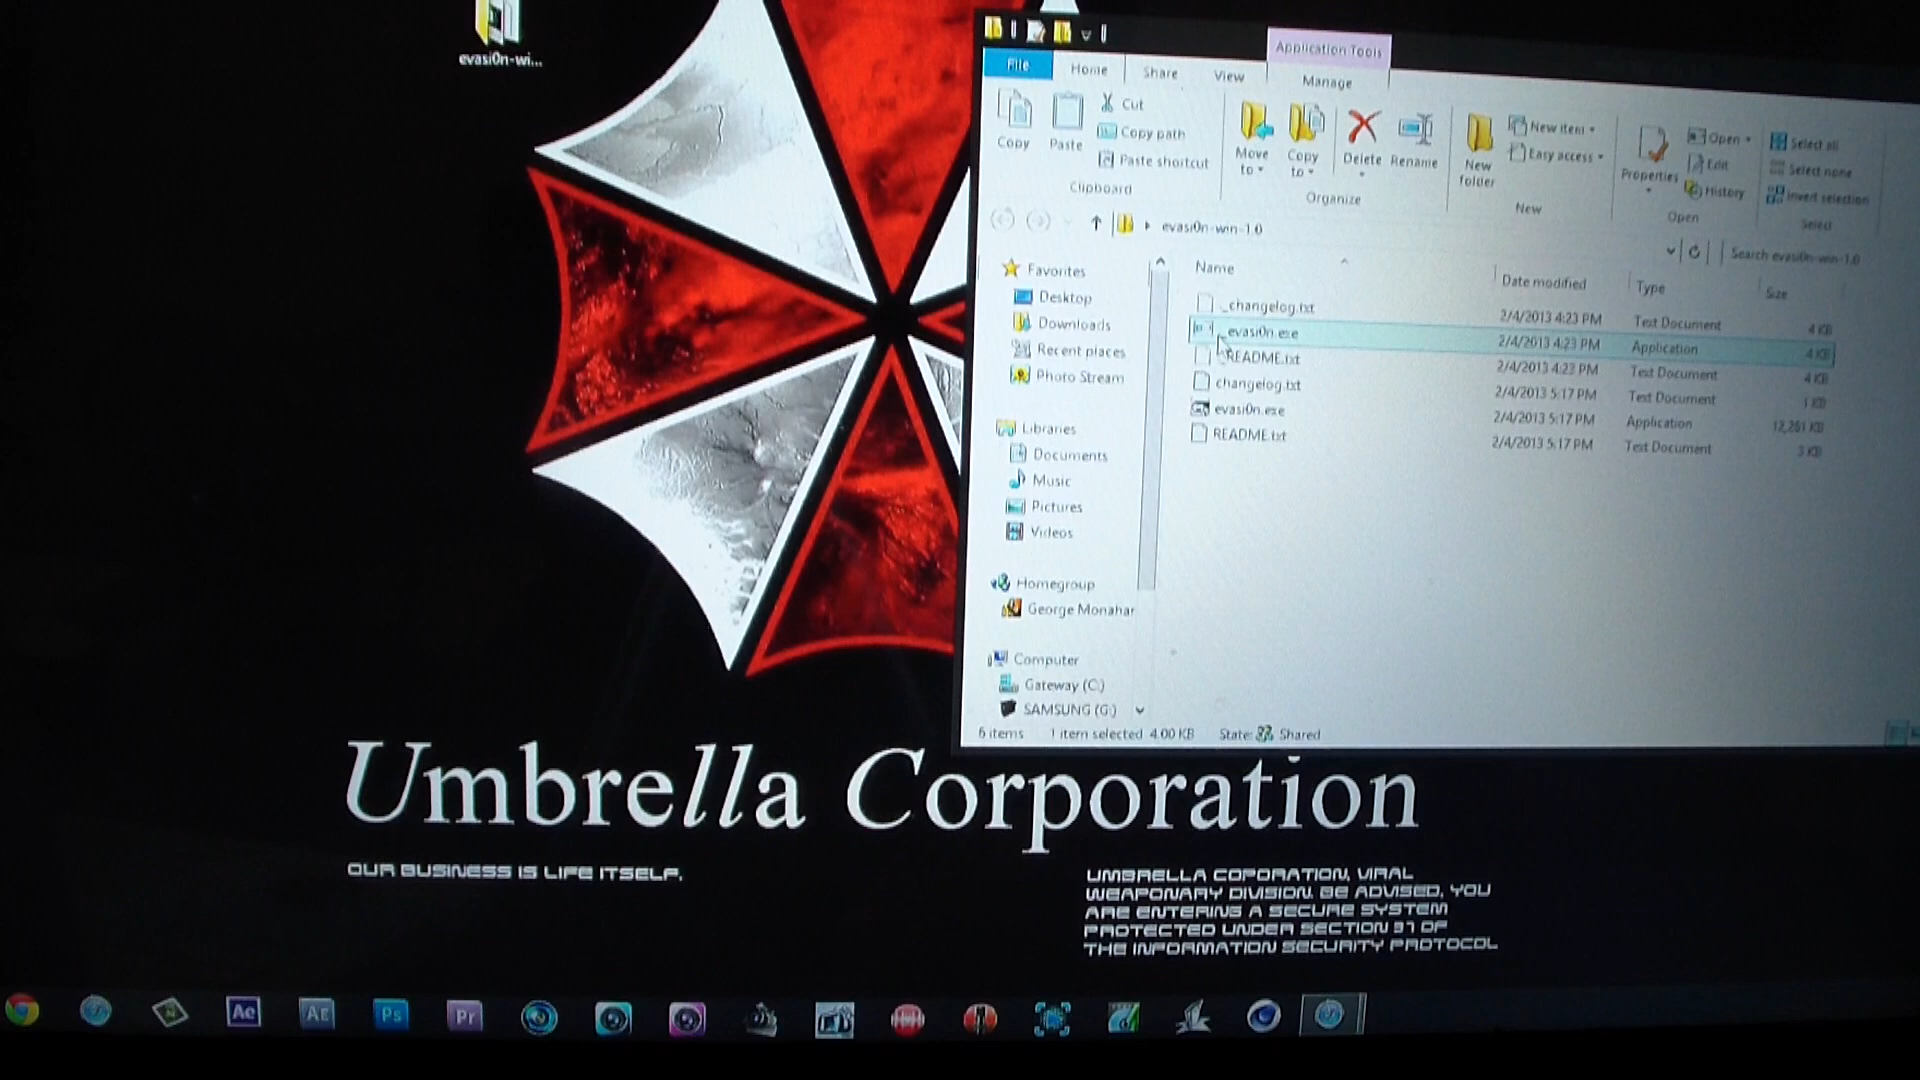 evasi0n-wi...
Application Tools
File Home Share View Manage
Copy
Paste
Cut
Copy path
Paste shortcut
Clipboard
Move to
Copy to
Delete
Rename
Organize
New folder
New item
Easy access
New
Properties
Open
Edit
History
Open
Select all
Select none
Invert selection
Select
evasi0n-win-1.0
Search evasi0n-win-1.0
Favorites
Desktop
Downloads
Recent places
Photo Stream
Libraries
Documents
Music
Pictures
Videos
Homegroup
George Monahar
Computer
Gateway (C:)
SAMSUNG (G:)
Name Date modified Type Size
._changelog.txt 2/4/2013 4:23 PM Text Document 4 KB
._evasi0n.exe 2/4/2013 4:23 PM Application 4 KB
._README.txt 2/4/2013 4:23 PM Text Document 4 KB
changelog.txt 2/4/2013 5:17 PM Text Document 1 KB
evasi0n.exe 2/4/2013 5:17 PM Application 12,261 KB
README.txt 2/4/2013 5:17 PM Text Document 3 KB
6 items 1 item selected 4.00 KB State: Shared
Umbrella Corporation
OUR BUSINESS IS LIFE ITSELF.
UMBRELLA COPORATION, VIRAL
WEAPONARY DIVISION. BE ADVISED, YOU
ARE ENTERING A SECURE SYSTEM
PROTECTED UNDER SECTION 37 OF
THE INFORMATION SECURITY PROTOCOL
Ae
AE
Ps
Pr